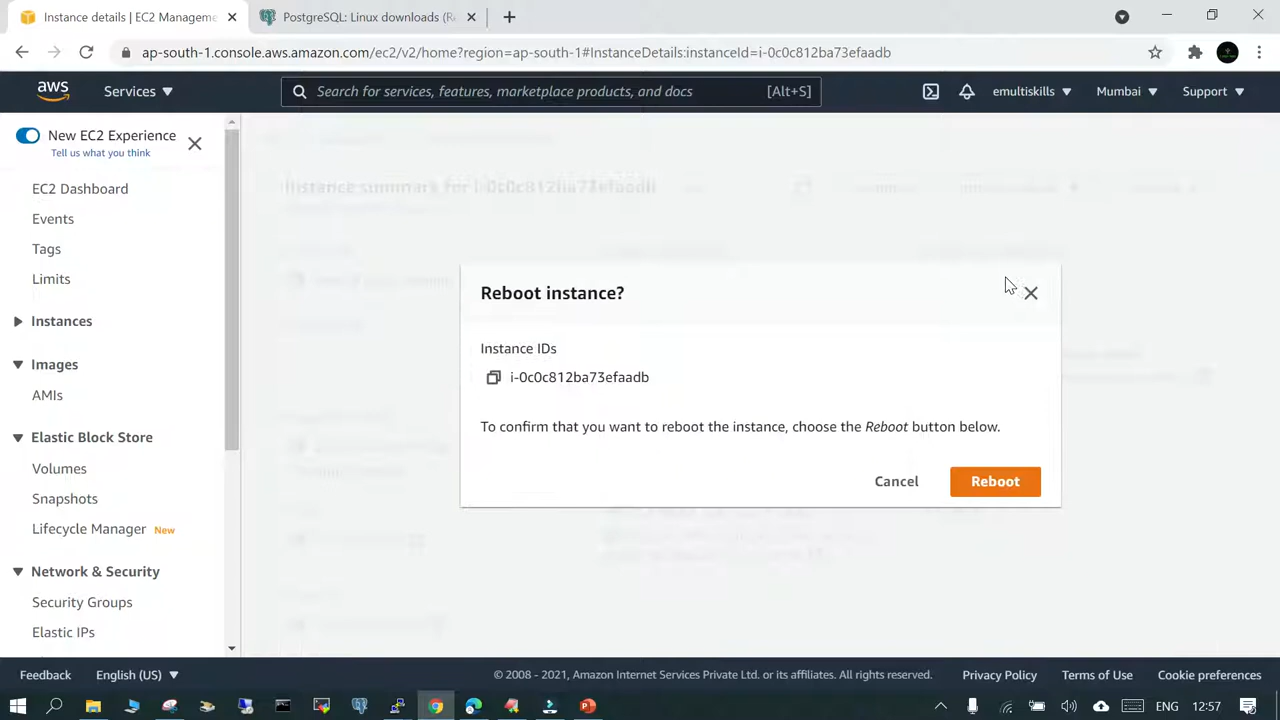 Instance details | EC2 Manageme
PostgreSQL: Linux downloads (Re
ap-south-1.console.aws.amazon.com/ec2/v2/home?region=ap-south-1#InstanceDetails:instanceId=i-0c0c812ba73efaadb
aws
Services
Search for services, features, marketplace products, and docs
[Alt+S]
emultiskills
Mumbai
Support
New EC2 Experience
Tell us what you think
EC2 Dashboard
Events
Tags
Limits
Instances
Images
AMIs
Elastic Block Store
Volumes
Snapshots
Lifecycle Manager New
Network & Security
Security Groups
Elastic IPs
Instance summary for i-0c0c812ba73efaadb
Reboot instance?
Instance IDs
i-0c0c812ba73efaadb
To confirm that you want to reboot the instance, choose the Reboot button below.
Cancel
Reboot
Feedback
English (US)
© 2008 - 2021, Amazon Internet Services Private Ltd. or its affiliates. All rights reserved.
Privacy Policy
Terms of Use
Cookie preferences
ENG
12:57